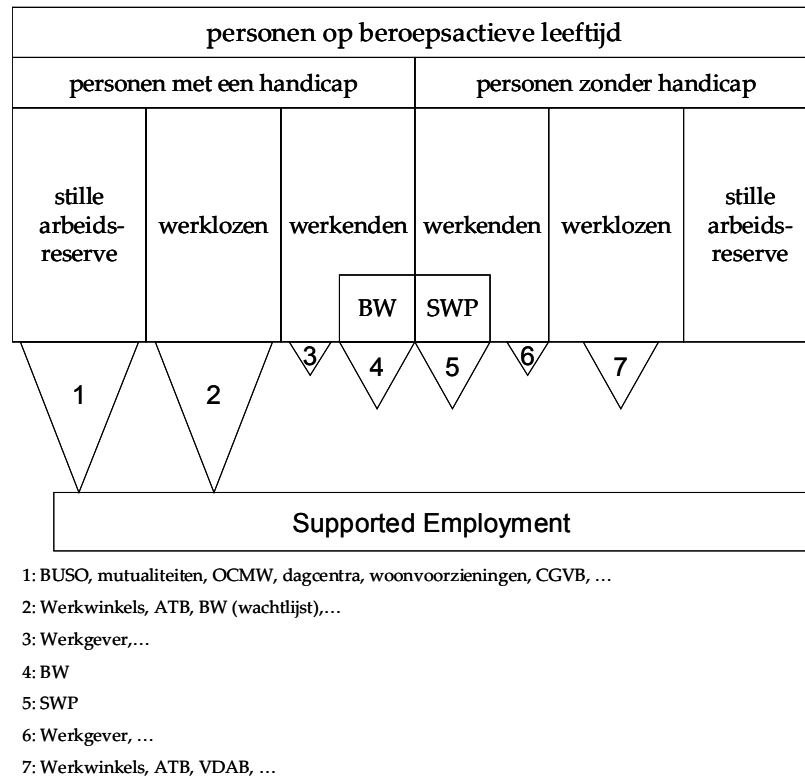 personen op beroepsactieve leeftijd
personen met een handicap
personen zonder handicap
stille
arbeids-
reserve
werklozen
werkenden
werkenden
werklozen
stille
arbeids-
reserve
BW
SWP
1
2
3
4
5
6
7
Supported Employment
1: BUSO, mutualiteiten, OCMW, dagcentra, woonvoorzieningen, CGVB, …
2: Werkwinkels, ATB, BW (wachtlijst),…
3: Werkgever,…
4: BW
5: SWP
6: Werkgever, …
7: Werkwinkels, ATB, VDAB, …